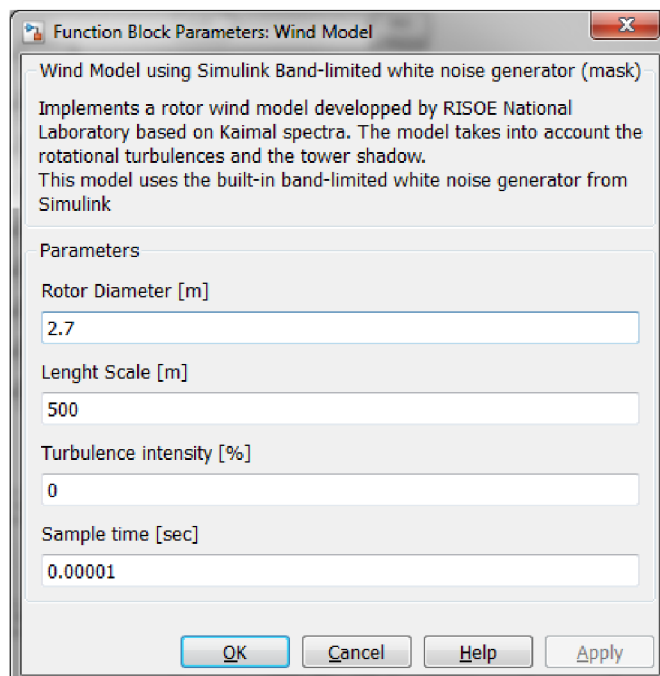 Function Block Parameters: Wind Model
Wind Model using Simulink Band-limited white noise generator (mask)
Implements a rotor wind model developped by RISOE National
Laboratory based on Kaimal spectra. The model takes into account the
rotational turbulences and the tower shadow.
This model uses the built-in band-limited white noise generator from
Simulink
Parameters
Rotor Diameter [m]
2.7
Lenght Scale [m]
500
Turbulence intensity [%]
0
Sample time [sec]
0.00001
OK Cancel Help Apply